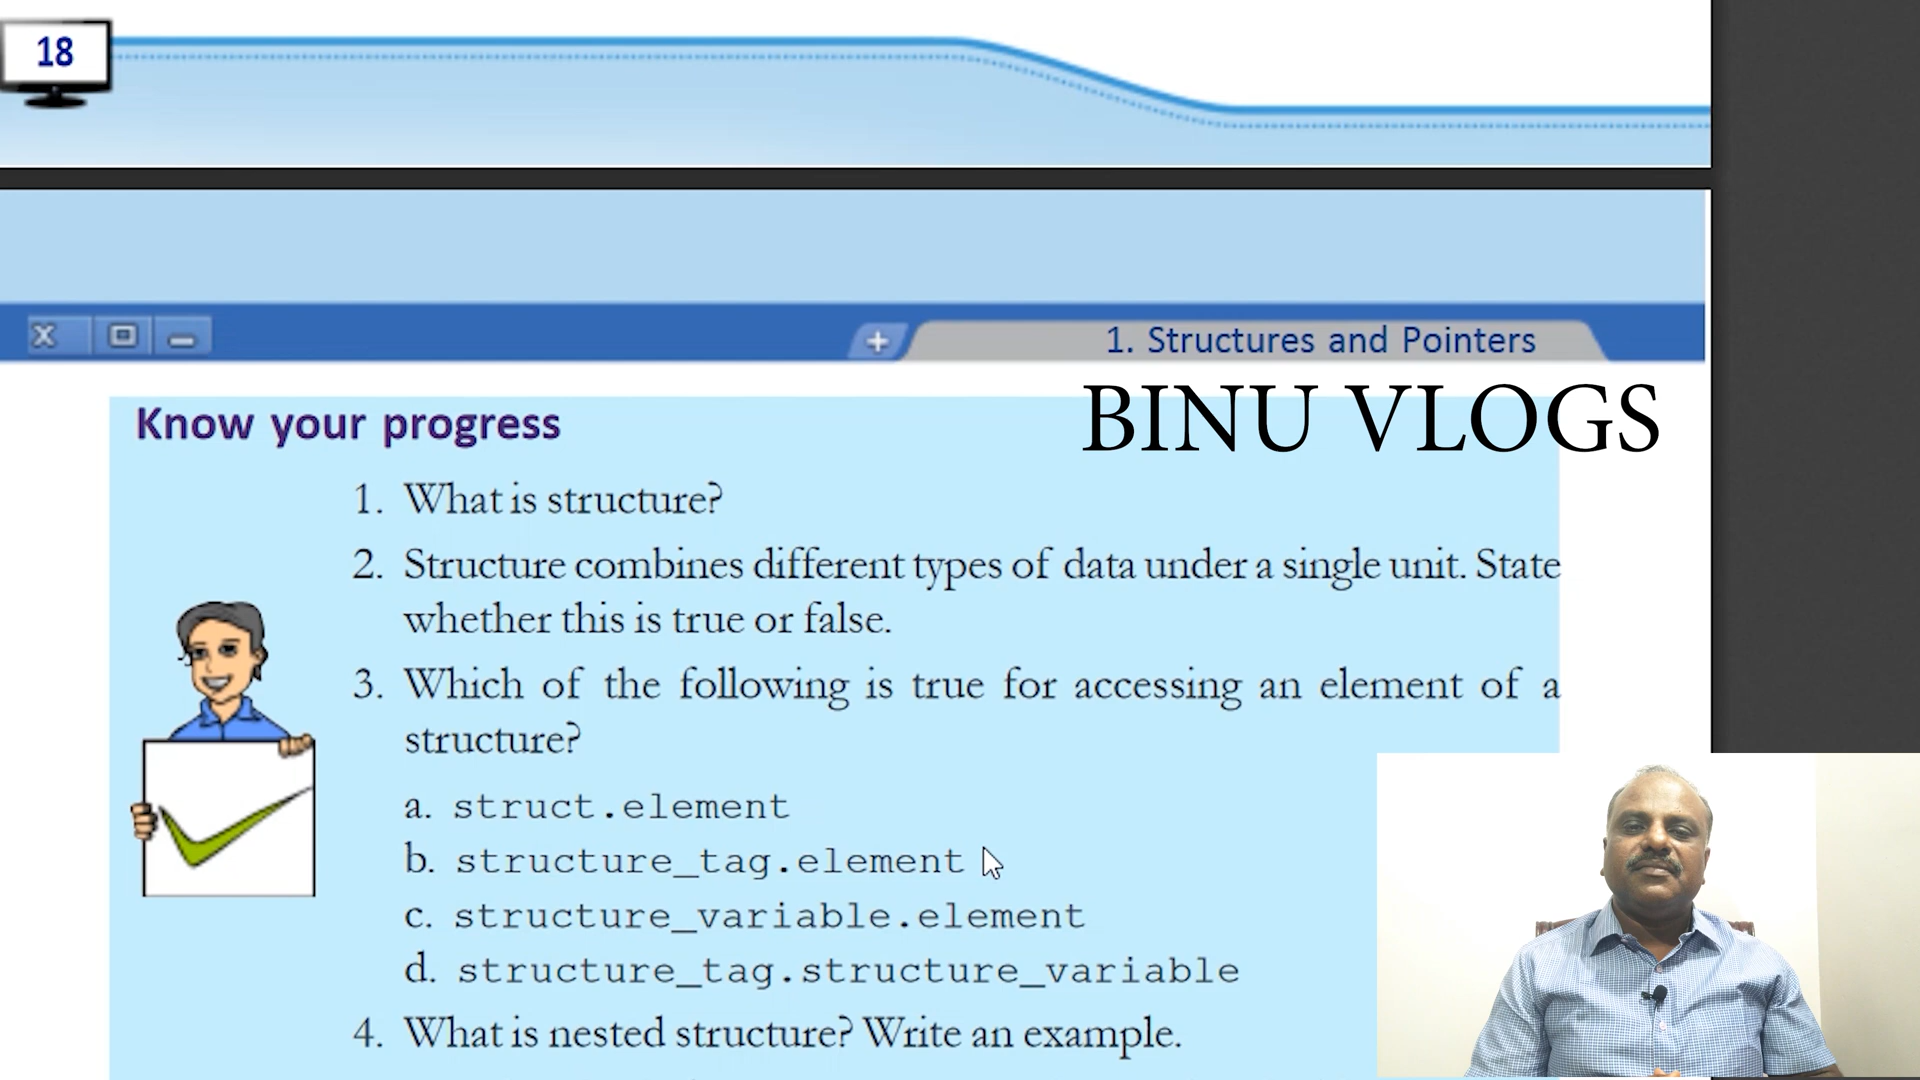 18
1. Structures and Pointers
BINU VLOGS
Know your progress
1. What is structure?
2. Structure combines different types of data under a single unit. State
whether this is true or false.
3. Which of the following is true for accessing an element of a
structure?
a. struct.element
b. structure_tag.element
c. structure_variable.element
d. structure_tag.structure_variable
4. What is nested structure? Write an example.